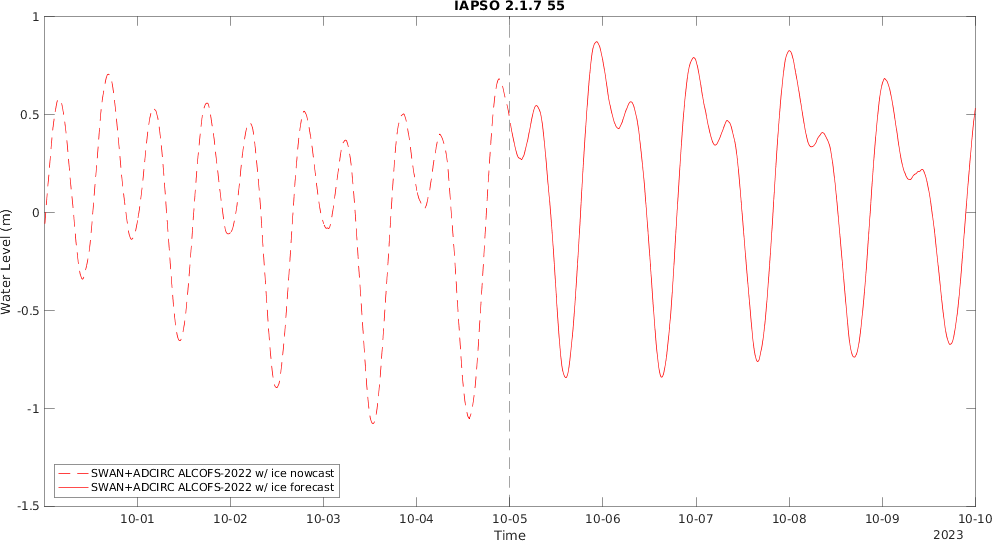 IAPSO 2.1.7 55
Water Level (m)
1
0.5
0
-0.5
-1
-1.5
SWAN+ADCIRC ALCOFS-2022 w/ ice nowcast
SWAN+ADCIRC ALCOFS-2022 w/ ice forecast
10-01 10-02 10-03 10-04 10-05 10-06 10-07 10-08 10-09 10-10
Time
2023